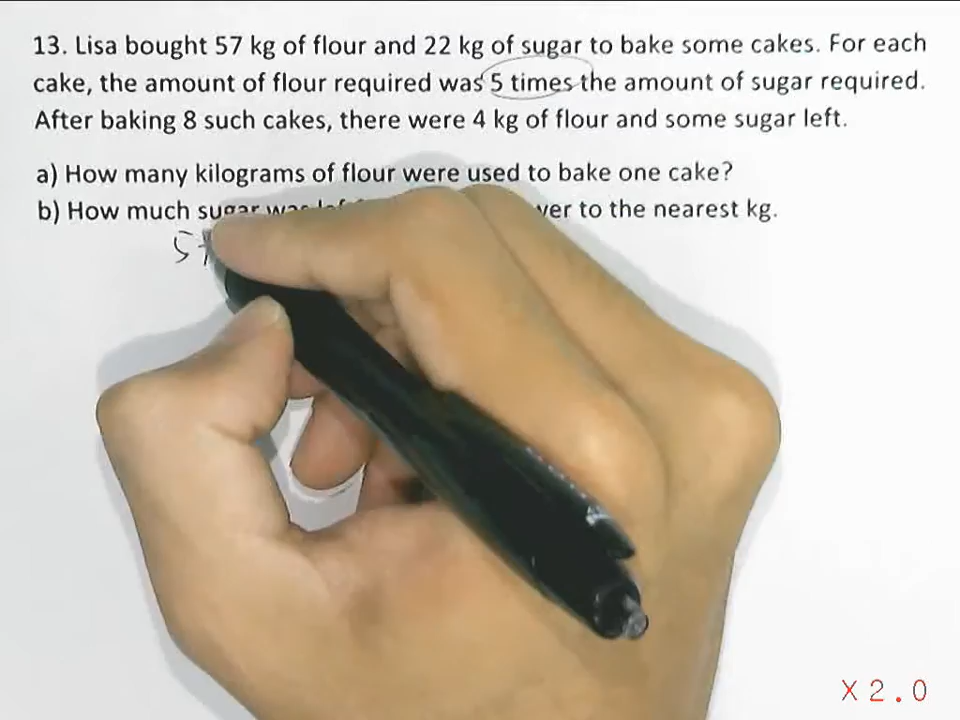 13. Lisa bought 57 kg of flour and 22 kg of sugar to bake some cakes. For each
cake, the amount of flour required was 5 times the amount of sugar required.
After baking 8 such cakes, there were 4 kg of flour and some sugar left.
a) How many kilograms of flour were used to bake one cake?
b) How much sugar was to the nearest kg.
5
X 2.0